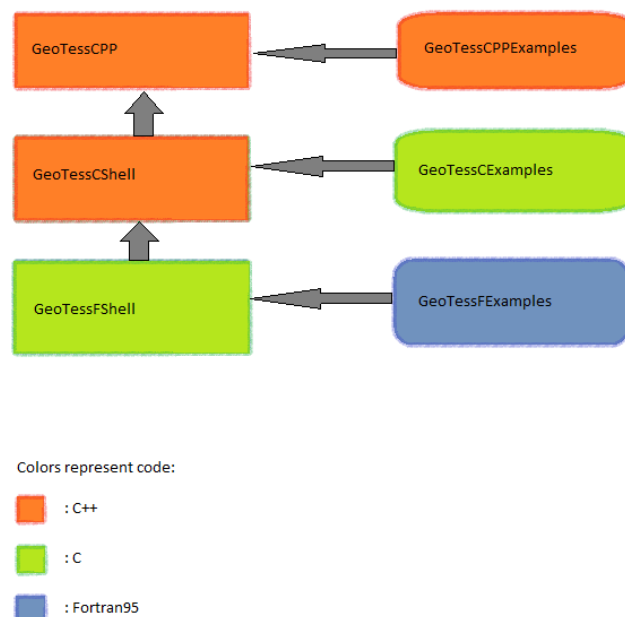 GeoTessCPP
GeoTessCPPExamples
GeoTessCShell
GeoTessCExamples
GeoTessFShell
GeoTessFExamples
Colors represent code:
: C++
: C
: Fortran95